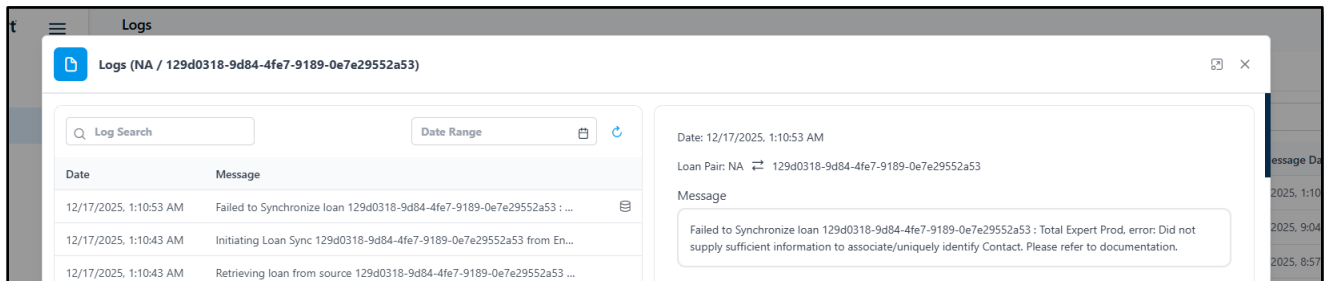 t
Logs
Logs (NA / 129d0318-9d84-4fe7-9189-0e7e29552a53)
Log Search
Date Range
Date Message
12/17/2025, 1:10:53 AM Failed to Synchronize loan 129d0318-9d84-4fe7-9189-0e7e29552a53 : ...
12/17/2025, 1:10:43 AM Initiating Loan Sync 129d0318-9d84-4fe7-9189-0e7e29552a53 from En...
12/17/2025, 1:10:43 AM Retrieving loan from source 129d0318-9d84-4fe7-9189-0e7e29552a53 ...
Date: 12/17/2025, 1:10:53 AM
Loan Pair: NA ⇄ 129d0318-9d84-4fe7-9189-0e7e29552a53
Message
Failed to Synchronize loan 129d0318-9d84-4fe7-9189-0e7e29552a53 : Total Expert Prod, error: Did not
supply sufficient information to associate/uniquely identify Contact. Please refer to documentation.
essage Da
2025, 1:10
2025, 9:04
2025, 8:57